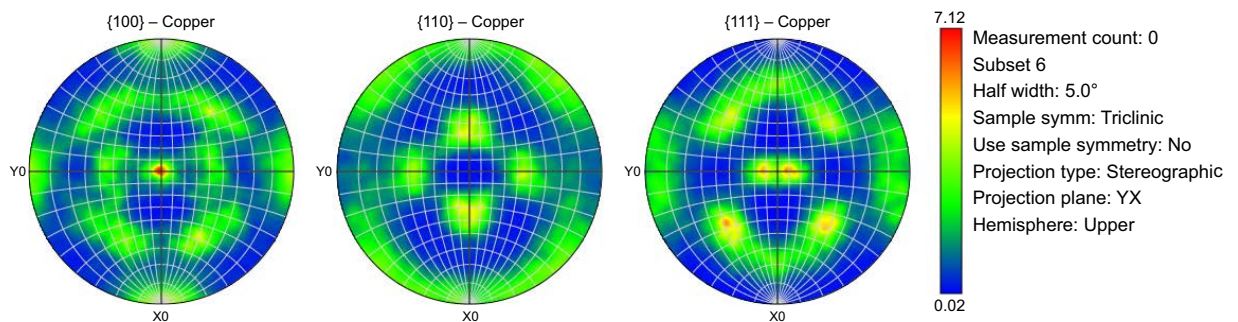 {100} – Copper
{110} – Copper
{111} – Copper
7.12
Measurement count: 0
Subset 6
Half width: 5.0°
Sample symm: Triclinic
Use sample symmetry: No
Projection type: Stereographic
Projection plane: YX
Hemisphere: Upper
Y0
Y0
Y0
0.02
X0
X0
X0